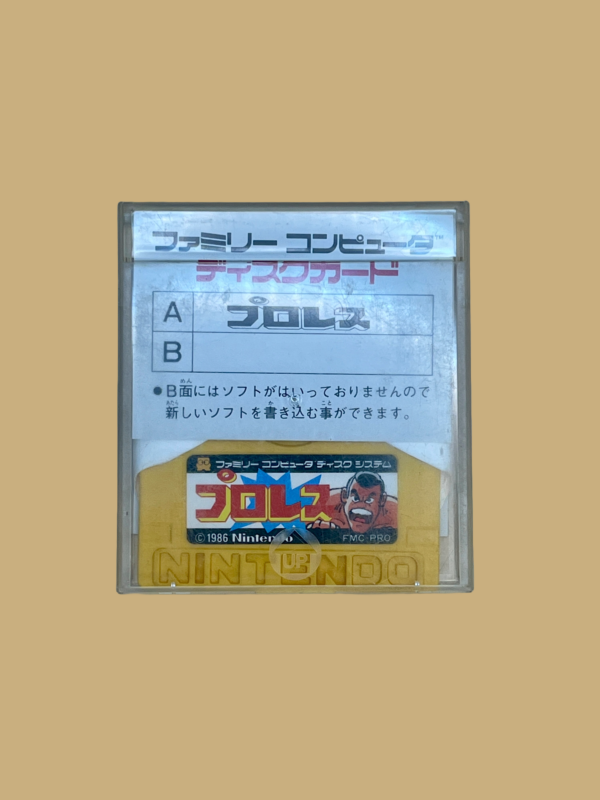 ファミリー コンピュータ™
ディスクカード
A プロレス
B
●B面にはソフトがはいっておりませんので
新しいソフトを書き込む事ができます。
ファミリー コンピュータ ディスク システム
プロレス
©1986 Nintendo FMC-PRO
UP
NINTENDO